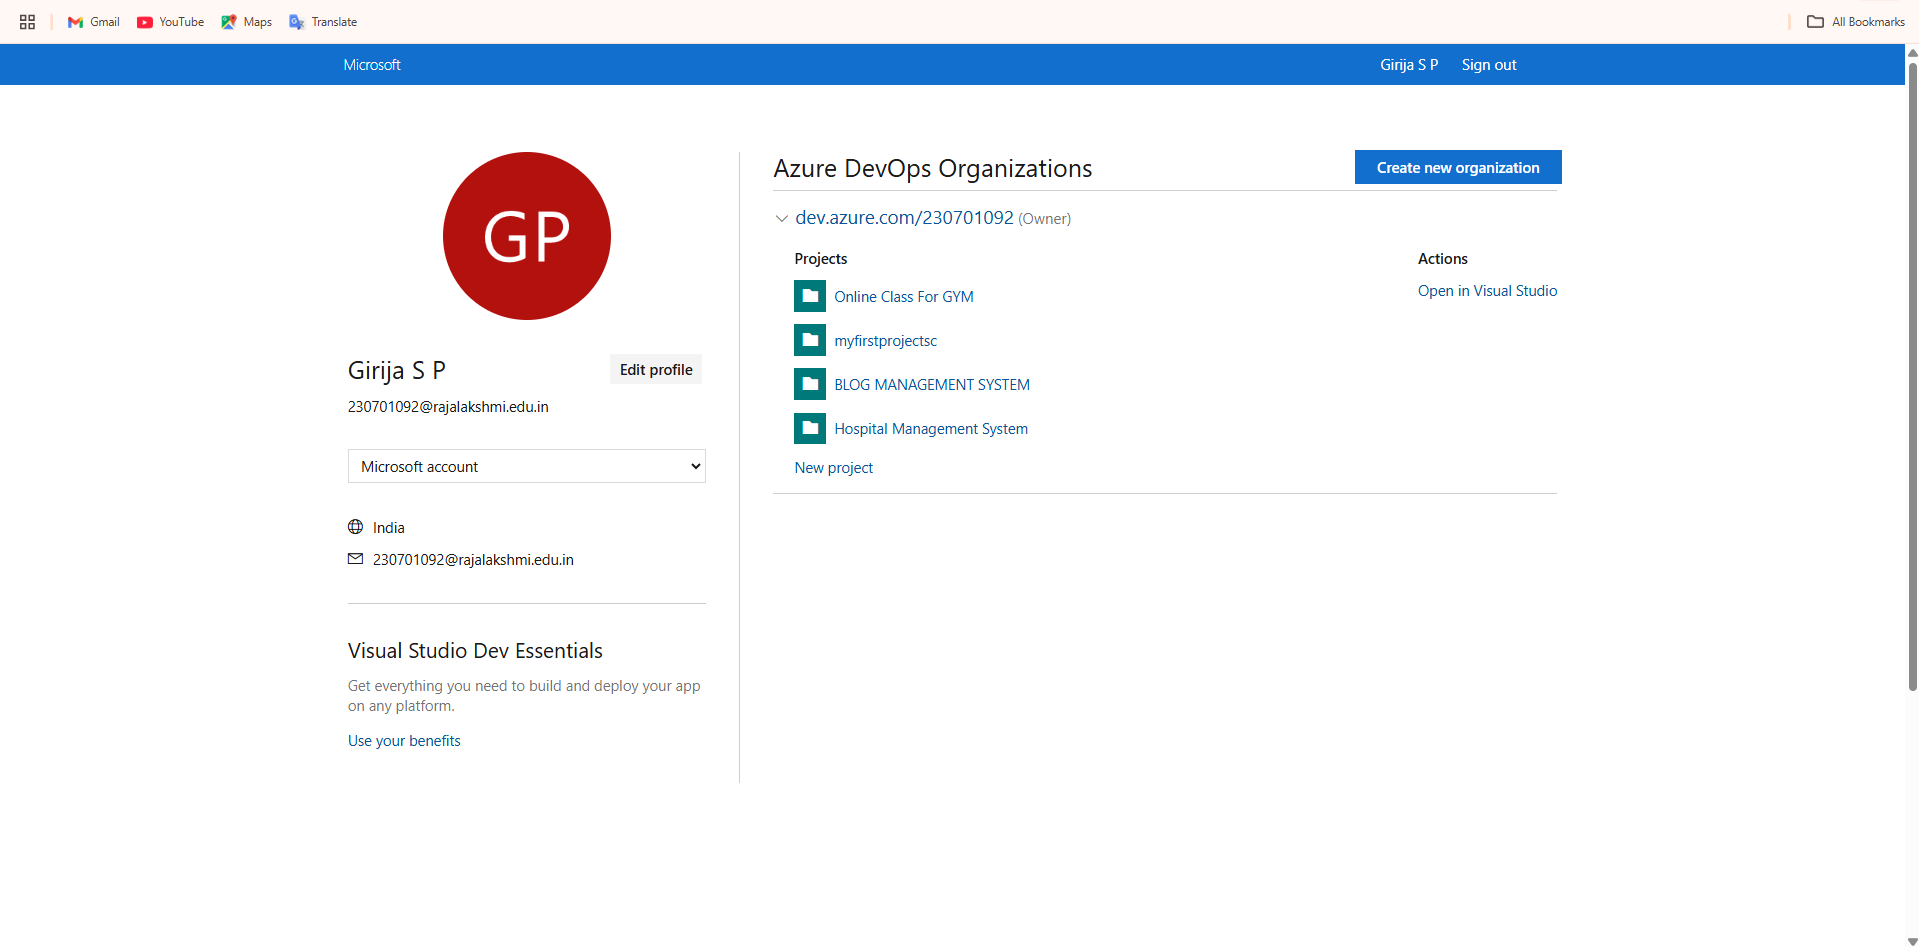 Gmail YouTube Maps Translate All Bookmarks
Microsoft Girija S P Sign out
GP
Girija S P Edit profile
230701092@rajalakshmi.edu.in
Microsoft account
India
230701092@rajalakshmi.edu.in
Visual Studio Dev Essentials
Get everything you need to build and deploy your app
on any platform.
Use your benefits
Azure DevOps Organizations Create new organization
dev.azure.com/230701092 (Owner)
Projects Actions
Online Class For GYM Open in Visual Studio
myfirstprojectsc
BLOG MANAGEMENT SYSTEM
Hospital Management System
New project